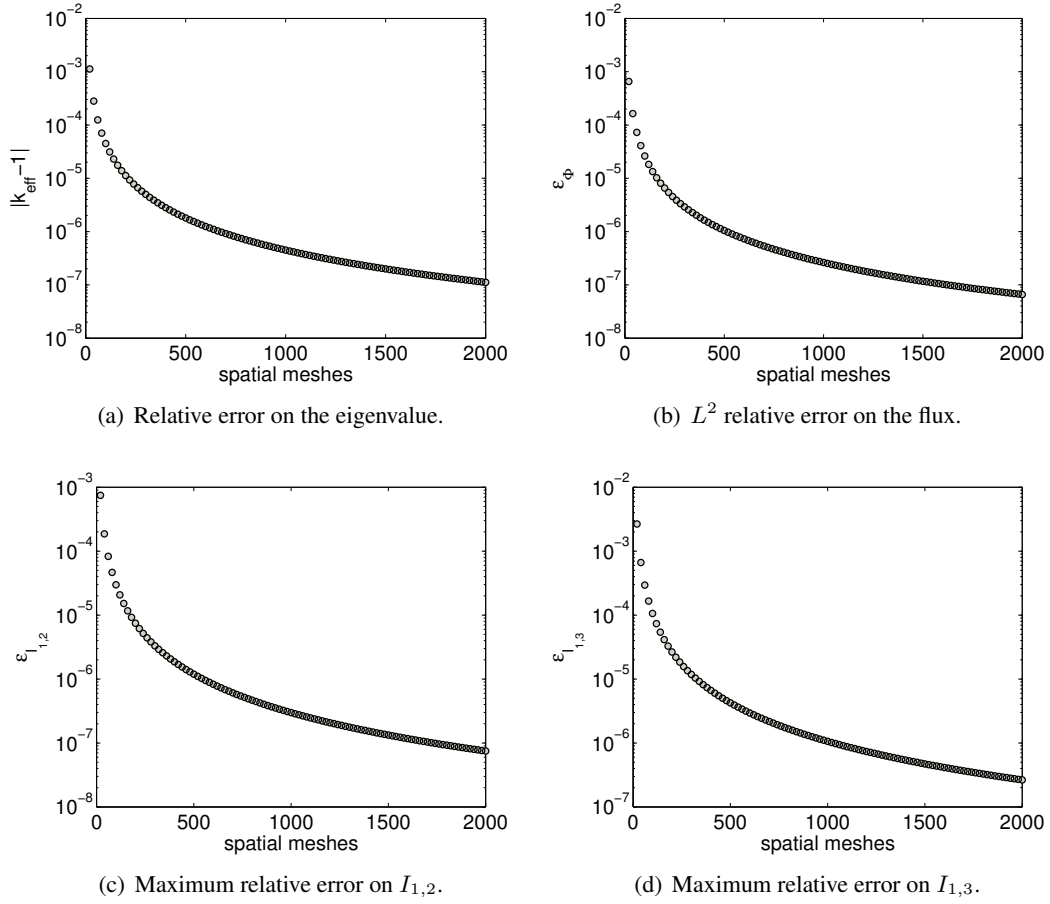 10⁻²
10⁻³
10⁻⁴
10⁻⁵
10⁻⁶
10⁻⁷
10⁻⁸
|k_eff−1|
0 500 1000 1500 2000
spatial meshes
(a) Relative error on the eigenvalue.
10⁻²
10⁻³
10⁻⁴
10⁻⁵
10⁻⁶
10⁻⁷
10⁻⁸
ε_Φ
0 500 1000 1500 2000
spatial meshes
(b) L² relative error on the flux.
10⁻³
10⁻⁴
10⁻⁵
10⁻⁶
10⁻⁷
10⁻⁸
ε_I₁,₂
0 500 1000 1500 2000
spatial meshes
(c) Maximum relative error on I₁,₂.
10⁻²
10⁻³
10⁻⁴
10⁻⁵
10⁻⁶
10⁻⁷
ε_I₁,₃
0 500 1000 1500 2000
spatial meshes
(d) Maximum relative error on I₁,₃.